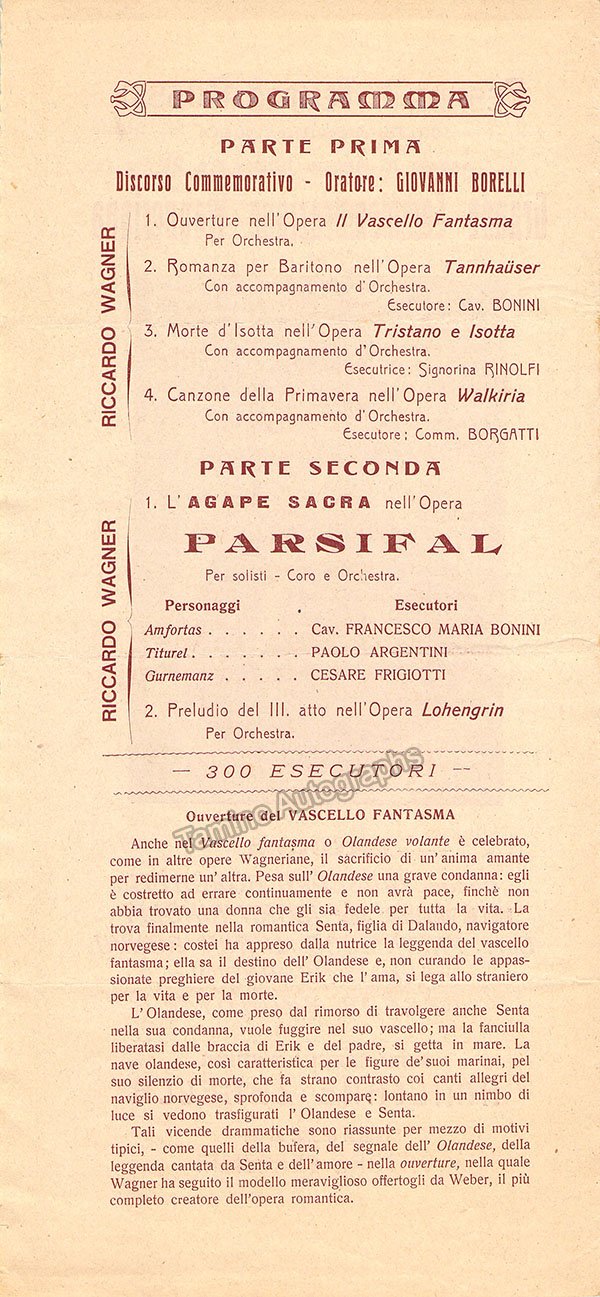 PROGRAMMA
PARTE PRIMA
Discorso Commemorativo - Oratore: GIOVANNI BORELLI
RICCARDO WAGNER
1. Ouverture nell'Opera Il Vascello Fantasma
Per Orchestra.
2. Romanza per Baritono nell'Opera Tannhaüser
Con accompagnamento d'Orchestra.
Esecutore: Cav. BONINI
3. Morte d'Isotta nell'Opera Tristano e Isotta
Con accompagnamento d'Orchestra.
Esecutrice: Signorina RINOLFI
4. Canzone della Primavera nell'Opera Walkiria
Con accompagnamento d'Orchestra.
Esecutore: Comm. BORGATTI
PARTE SECONDA
RICCARDO WAGNER
1. L'AGAPE SACRA nell'Opera
PARSIFAL
Per solisti - Coro e Orchestra.
Personaggi . Esecutori
Amfortas . . . . . . Cav. FRANCESCO MARIA BONINI
Titurel . . . . . . . PAOLO ARGENTINI
Gurnemanz . . . . . CESARE FRIGIOTTI
2. Preludio del III. atto nell'Opera Lohengrin
Per Orchestra.
— 300 ESECUTORI —
Tamino Autographs
Ouverture del VASCELLO FANTASMA
Anche nel Vascello fantasma o Olandese volante è celebrato,
come in altre opere Wagneriane, il sacrificio di un'anima amante
per redimerne un'altra. Pesa sull'Olandese una grave condanna: egli
è costretto ad errare continuamente e non avrà pace, finchè non
abbia trovato una donna che gli sia fedele per tutta la vita. La
trova finalmente nella romantica Senta, figlia di Dalando, navigatore
norvegese: costei ha appreso dalla nutrice la leggenda del vascello
fantasma; ella sa il destino dell'Olandese e, non curando le appas-
sionate preghiere del giovane Erik che l'ama, si lega allo straniero
per la vita e per la morte.
L'Olandese, come preso dal rimorso di travolgere anche Senta
nella sua condanna, vuole fuggire nel suo vascello; ma la fanciulla
liberatasi dalle braccia di Erik e del padre, si getta in mare. La
nave olandese, così caratteristica per le figure de'suoi marinai, pel
suo silenzio di morte, che fa strano contrasto coi canti allegri del
naviglio norvegese, sprofonda e scompare: lontano in un nimbo di
luce si vedono trasfigurati l'Olandese e Senta.
Tali vicende drammatiche sono riassunte per mezzo di motivi
tipici, - come quelli della bufera, del segnale dell'Olandese, della
leggenda cantata da Senta e dell'amore - nella ouverture, nella quale
Wagner ha seguito il modello meraviglioso offertogli da Weber, il più
completo creatore dell'opera romantica.